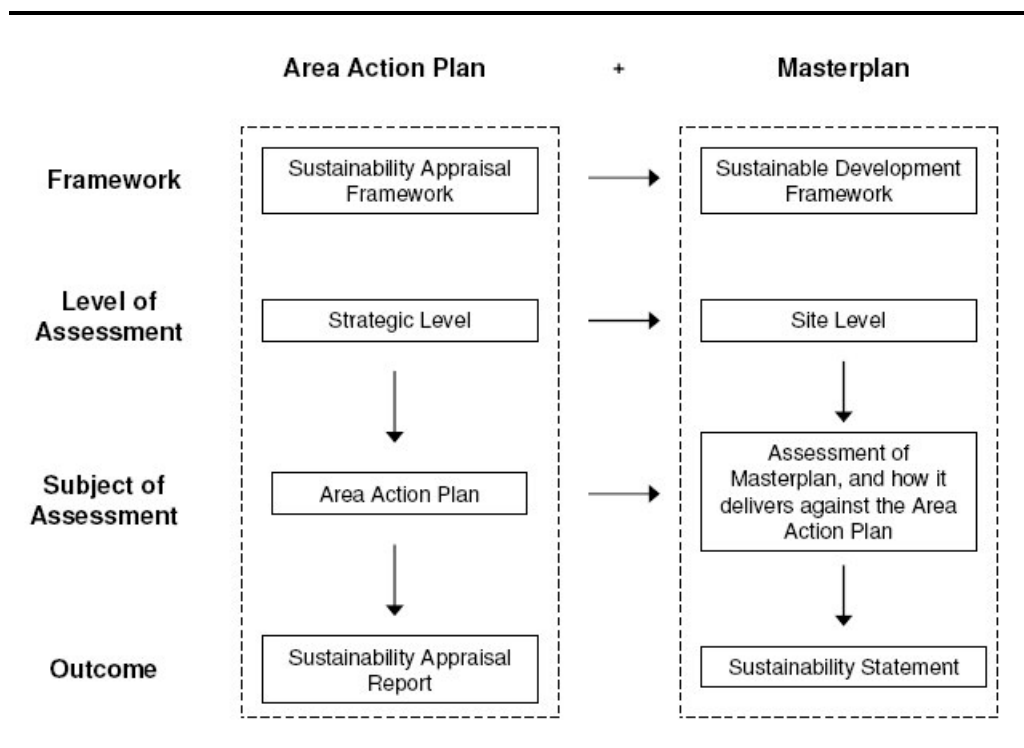 Area Action Plan + Masterplan
Framework
Sustainability Appraisal
Framework
Sustainable Development
Framework
Level of
Assessment
Strategic Level
Site Level
Subject of
Assessment
Area Action Plan
Assessment of
Masterplan, and how it
delivers against the Area
Action Plan
Outcome
Sustainability Appraisal
Report
Sustainability Statement